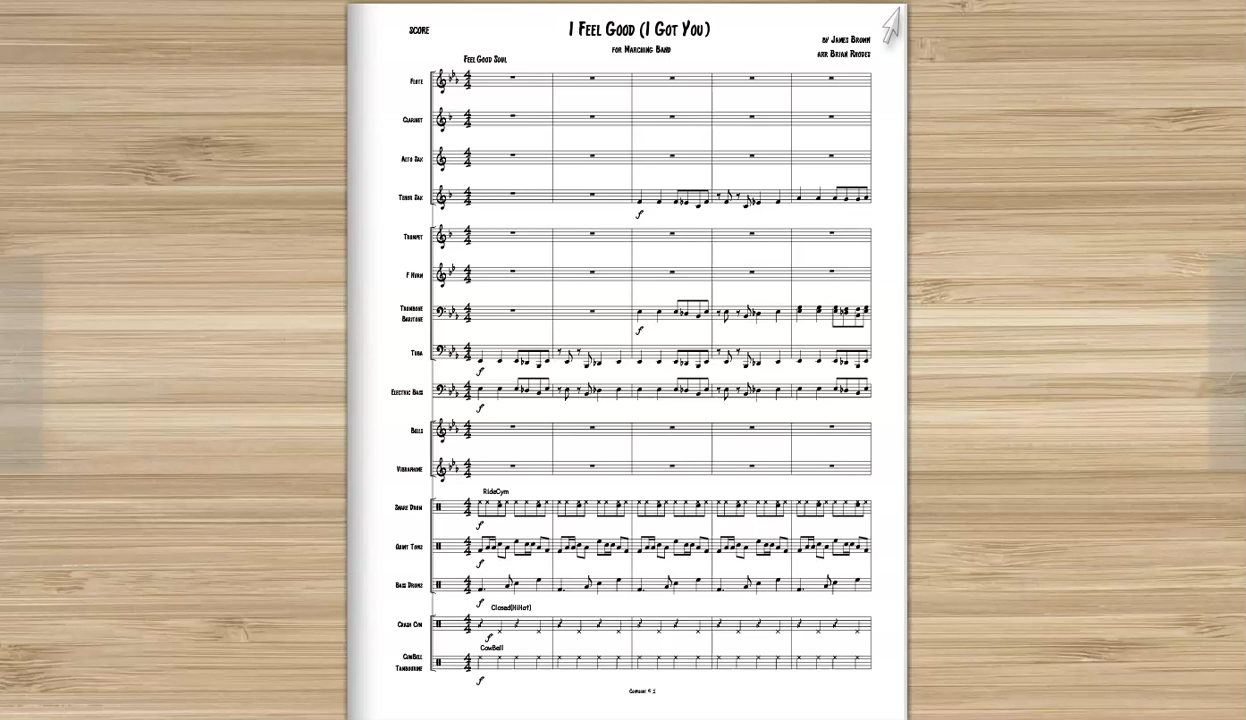 SCORE
I FEEL GOOD (I GOT YOU)
FOR MARCHING BAND
BY JAMES BROWN
ARR BRIAN RHODES
FEEL GOOD SOUL
FLUTE
CLARINET
ALTO SAX
TENOR SAX
TRUMPET
F HORN
TROMBONE
BARITONE
TUBA
ELECTRIC BASS
BELLS
VIBRAPHONE
RideCym
SNARE DRUM
QUINT TOMS
BASS DRUMS
Closed(HiHat)
CRASH CYM
CowBell
COWBELL
TAMBOURINE